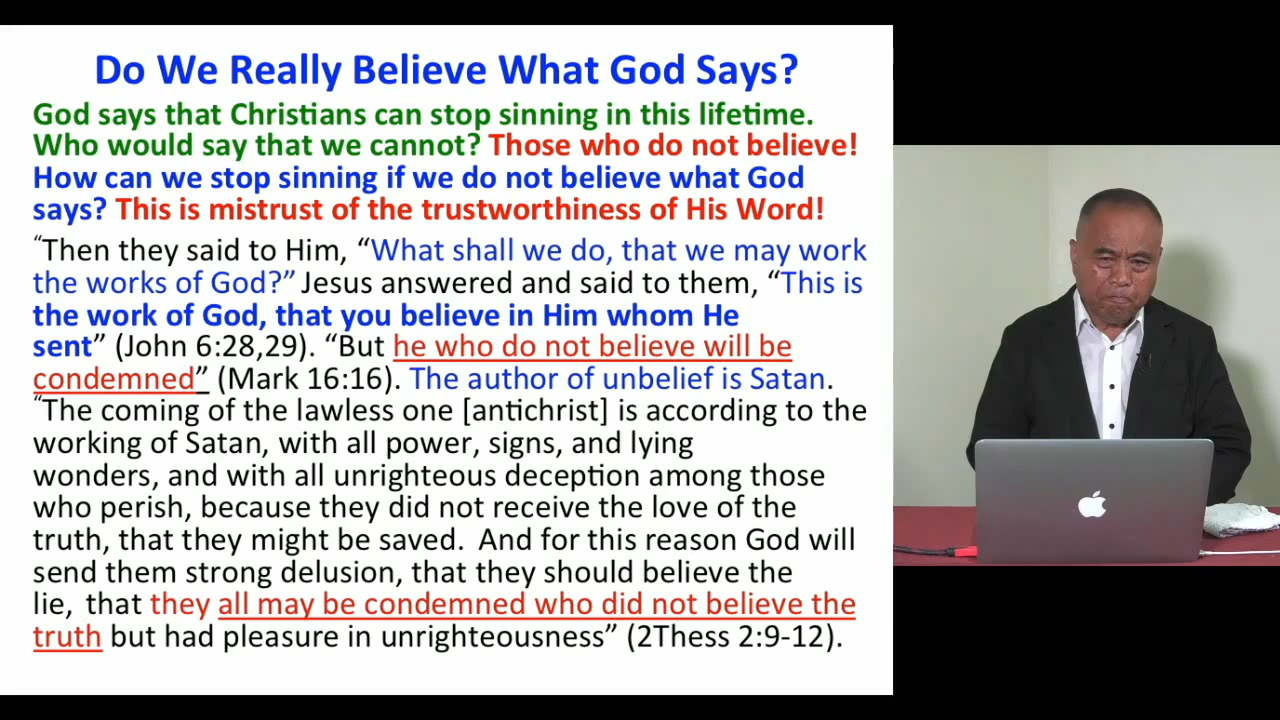 Do We Really Believe What God Says?
God says that Christians can stop sinning in this lifetime.
Who would say that we cannot? Those who do not believe!
How can we stop sinning if we do not believe what God
says? This is mistrust of the trustworthiness of His Word!
“Then they said to Him, “What shall we do, that we may work
the works of God?” Jesus answered and said to them, “This is
the work of God, that you believe in Him whom He
sent” (John 6:28,29). “But he who do not believe will be
condemned” (Mark 16:16). The author of unbelief is Satan.
“The coming of the lawless one [antichrist] is according to the
working of Satan, with all power, signs, and lying
wonders, and with all unrighteous deception among those
who perish, because they did not receive the love of the
truth, that they might be saved. And for this reason God will
send them strong delusion, that they should believe the
lie, that they all may be condemned who did not believe the
truth but had pleasure in unrighteousness” (2Thess 2:9-12).